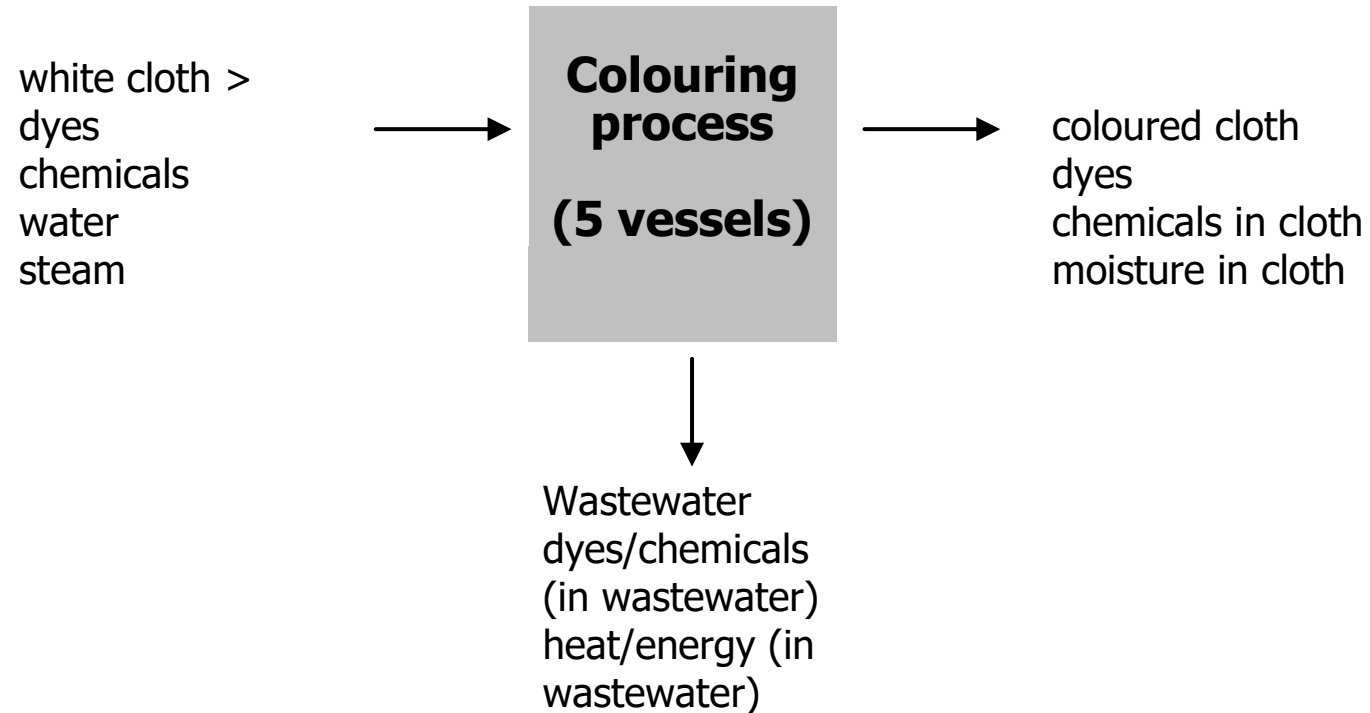 white cloth >
dyes
chemicals
water
steam
Colouring
process
(5 vessels)
coloured cloth
dyes
chemicals in cloth
moisture in cloth
Wastewater
dyes/chemicals
(in wastewater)
heat/energy (in
wastewater)